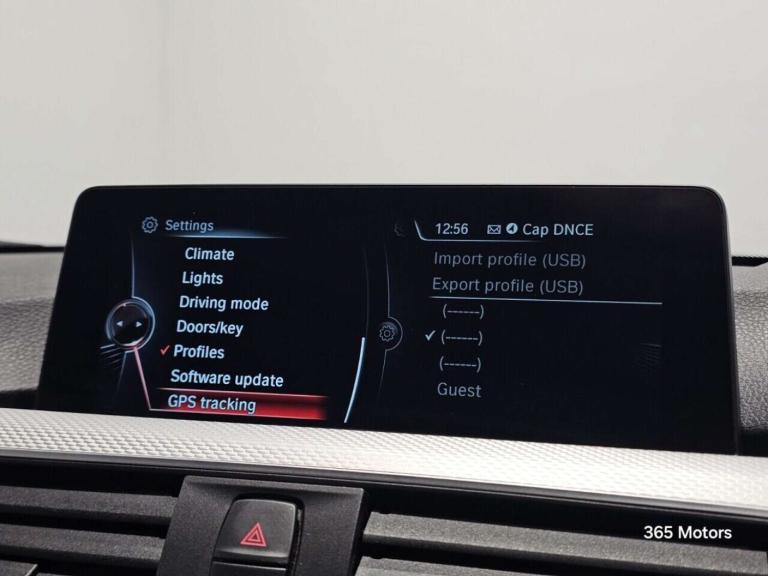 Settings
Climate
Lights
Driving mode
Doors/key
Profiles
Software update
GPS tracking
12:56 Cap DNCE
Import profile (USB)
Export profile (USB)
(------)
(------)
(------)
Guest
365 Motors